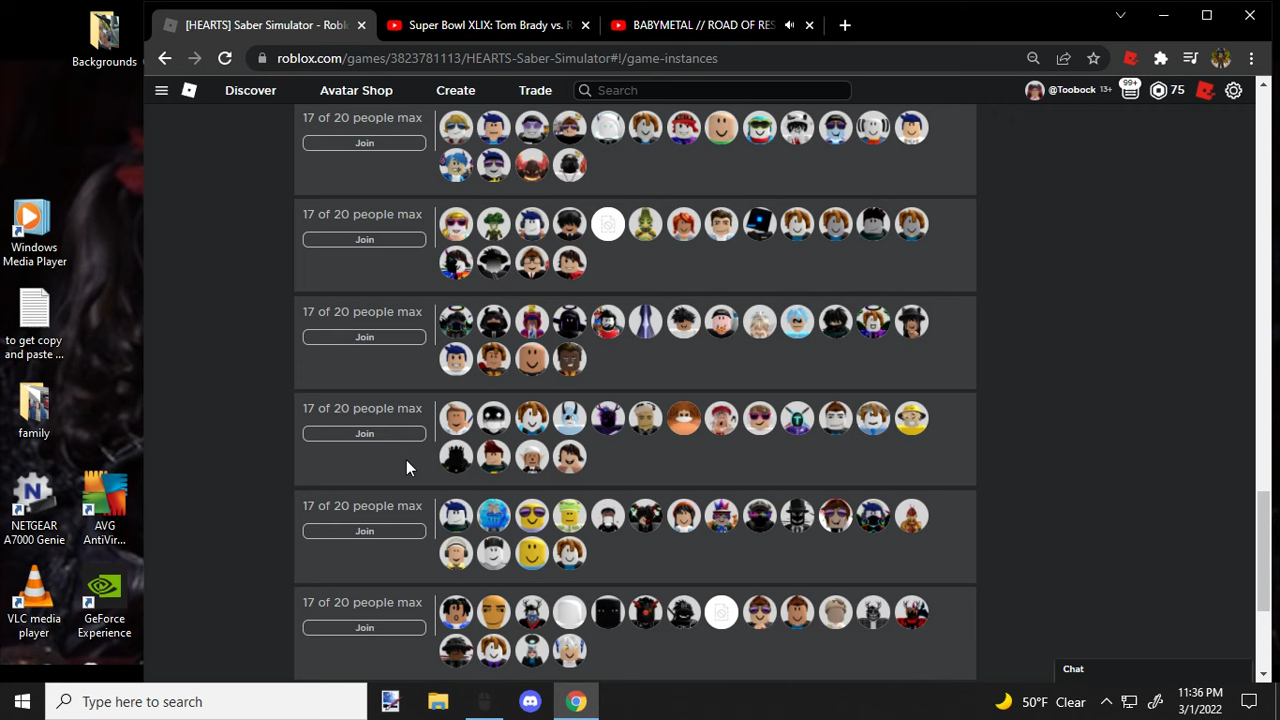 Backgrounds
Windows
Media Player
to get copy
and paste ...
family
NETGEAR
A7000 Genie
AVG
AntiVir...
VLC media
player
GeForce
Experience
[HEARTS] Saber Simulator - Robl
Super Bowl XLIX: Tom Brady vs. R
BABYMETAL // ROAD OF RES
roblox.com/games/3823781113/HEARTS-Saber-Simulator#!/game-instances
Discover
Avatar Shop
Create
Trade
Search
@Toobock 13+
99+
75
17 of 20 people max
Join
17 of 20 people max
Join
17 of 20 people max
Join
17 of 20 people max
Join
17 of 20 people max
Join
17 of 20 people max
Join
Chat
Type here to search
50°F Clear
11:36 PM
3/1/2022